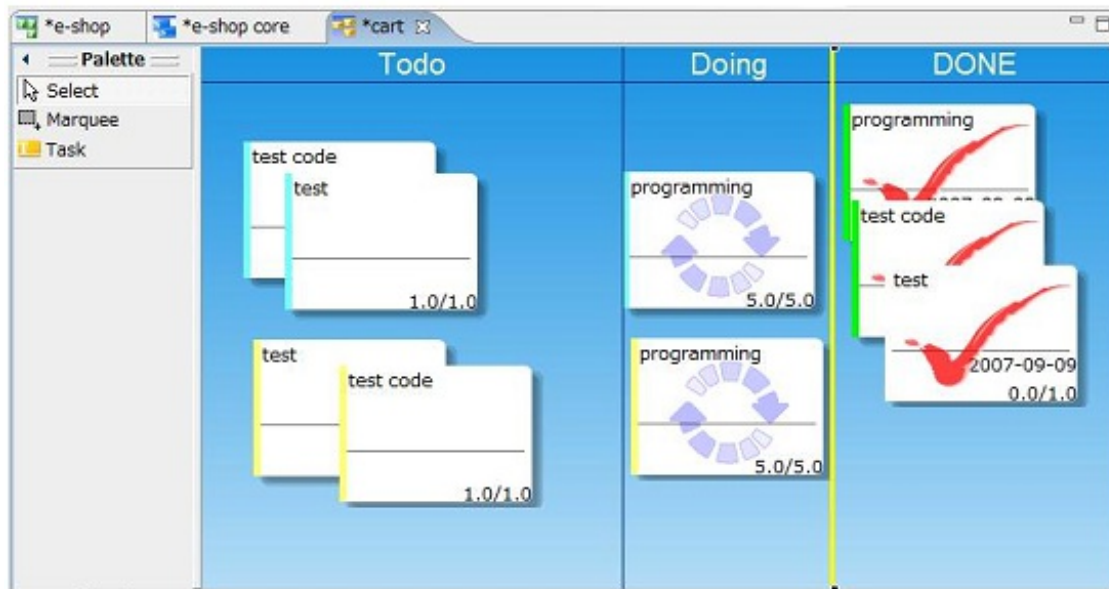 *e-shop
*e-shop core
*cart
Palette
Select
Marquee
Task
Todo
Doing
DONE
test code
test
1.0/1.0
test
test code
1.0/1.0
programming
5.0/5.0
programming
5.0/5.0
programming
test code
test
2007-09-09
0.0/1.0